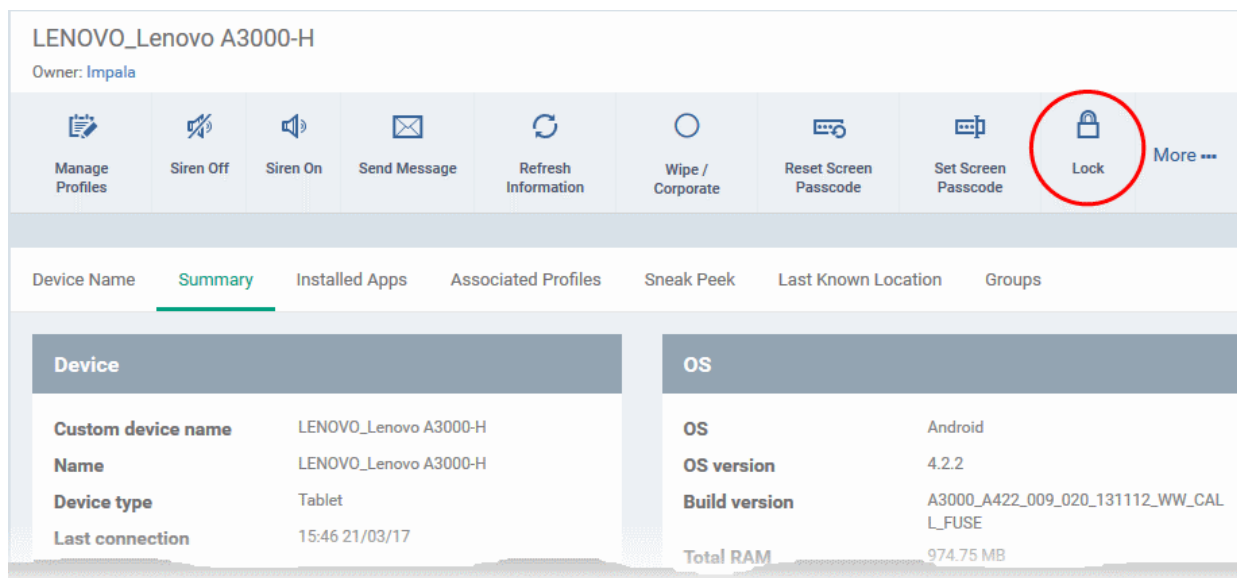 LENOVO_Lenovo A3000-H
Owner: Impala
Manage Profiles
Siren Off
Siren On
Send Message
Refresh Information
Wipe / Corporate
Reset Screen Passcode
Set Screen Passcode
Lock
More
Device Name Summary Installed Apps Associated Profiles Sneak Peek Last Known Location Groups
Device
Custom device name LENOVO_Lenovo A3000-H
Name LENOVO_Lenovo A3000-H
Device type Tablet
Last connection 15:46 21/03/17
OS
OS Android
OS version 4.2.2
Build version A3000_A422_009_020_131112_WW_CAL
L_FUSE
Total RAM 974.75 MB